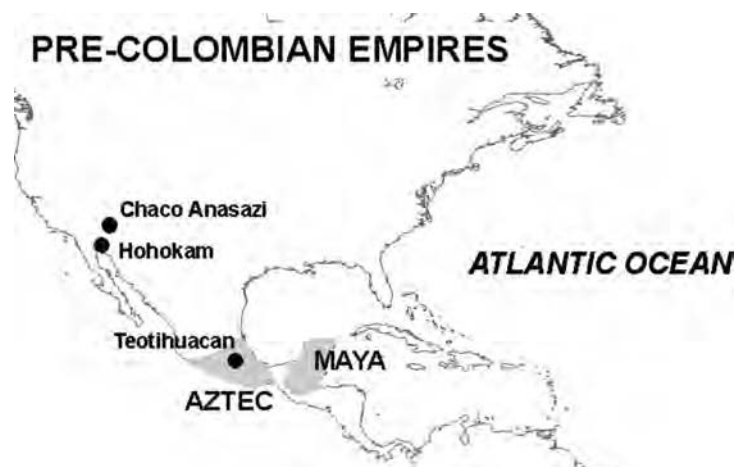 PRE-COLOMBIAN EMPIRES
Chaco Anasazi
Hohokam
ATLANTIC OCEAN
Teotihuacan
MAYA
AZTEC